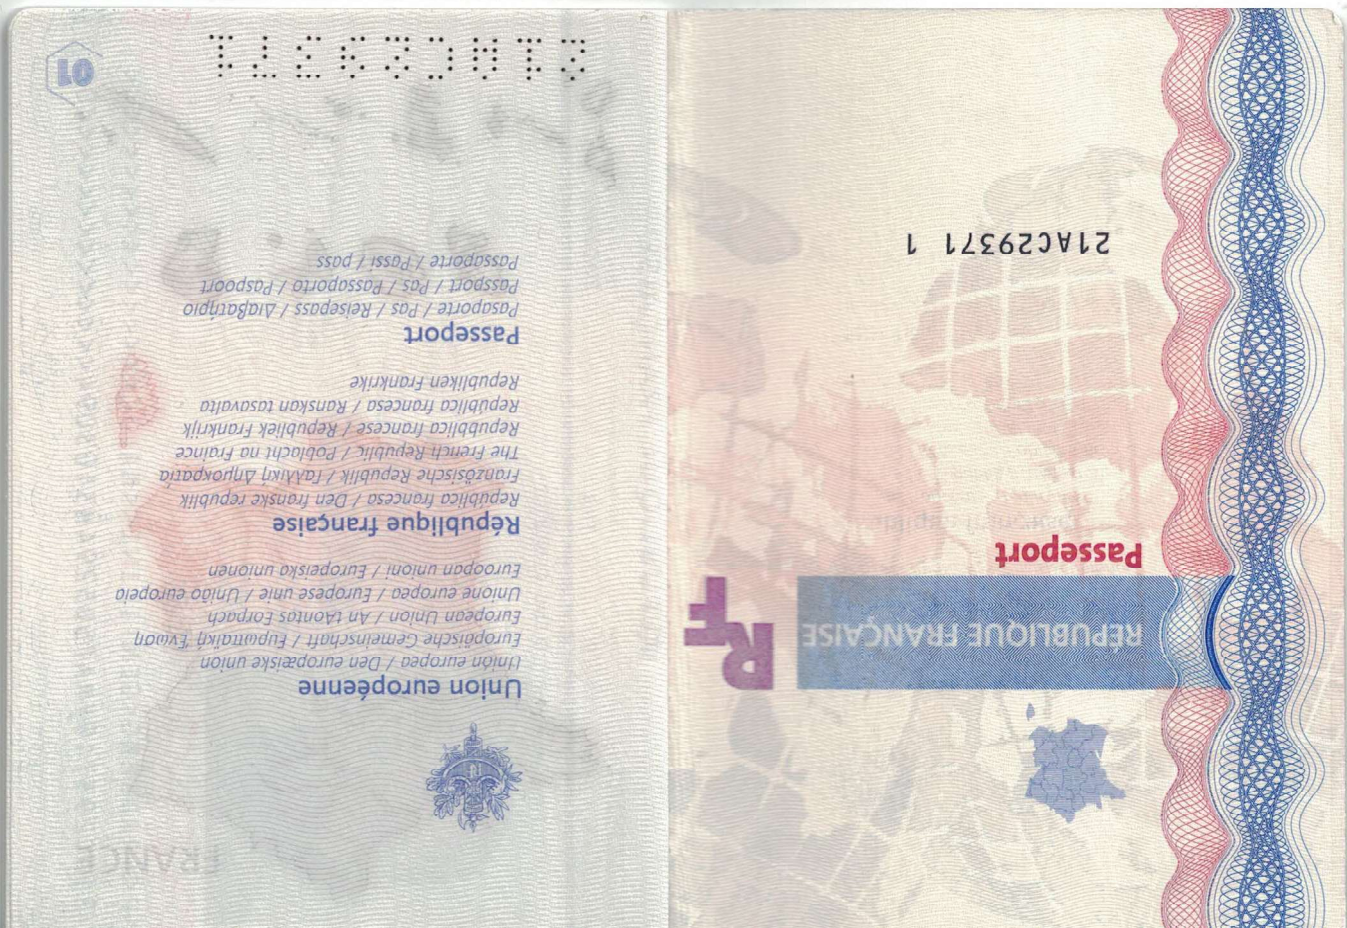 RÉPUBLIQUE FRANÇAISE
RF
Passeport
21AC29371 1
FRANCE
Union européenne
Unión europea / Den europæiske union
Europäische Gemeinschaft / Ευρωπαϊκή Ένωση
European Union / An tAontas Eorpach
Unione europea / Europese unie / União europeia
Euroopan unioni / Europeiska unionen
République française
República francesa / Den franske republik
Französische Republik / Γαλλική Δημοκρατία
The French Republic / Poblacht na Fraince
Repubblica francese / Republiek Frankrijk
República francesa / Ranskan tasavalta
Republiken Frankrike
Passeport
Pasaporte / Pas / Reisepass / Διαβατήριο
Passport / Pas / Passaporto / Paspoort
Passaporte / Passi / pass
21AC29371
01